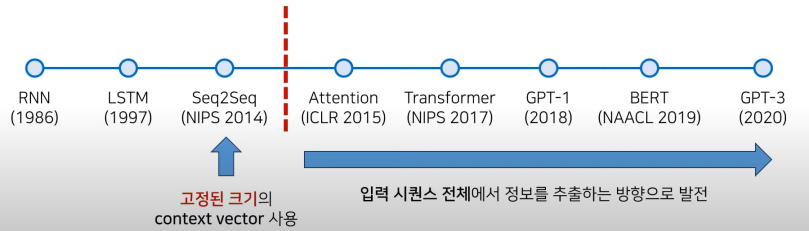 RNN
(1986)
LSTM
(1997)
Seq2Seq
(NIPS 2014)
Attention
(ICLR 2015)
Transformer
(NIPS 2017)
GPT-1
(2018)
BERT
(NAACL 2019)
GPT-3
(2020)
고정된 크기의
context vector 사용
입력 시퀀스 전체에서 정보를 추출하는 방향으로 발전